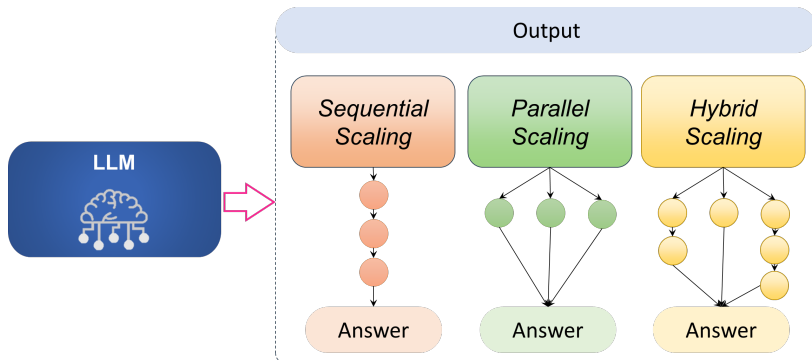 Output
LLM
Sequential
Scaling
Parallel
Scaling
Hybrid
Scaling
Answer
Answer
Answer